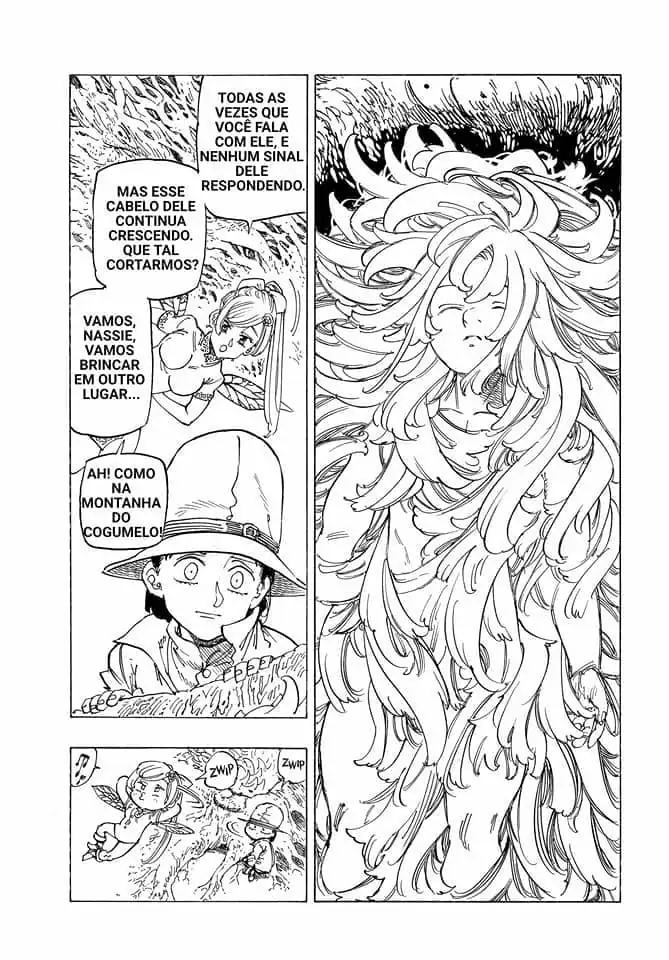 TODAS AS
VEZES QUE
VOCÊ FALA
COM ELE, E
NENHUM SINAL
DELE
RESPONDENDO.
MAS ESSE
CABELO DELE
CONTINUA
CRESCENDO.
QUE TAL
CORTARMOS?
VAMOS,
NASSIE,
VAMOS
BRINCAR
EM OUTRO
LUGAR...
AH! COMO
NA
MONTANHA
DO
COGUMELO!
ZWIP
ZWIP